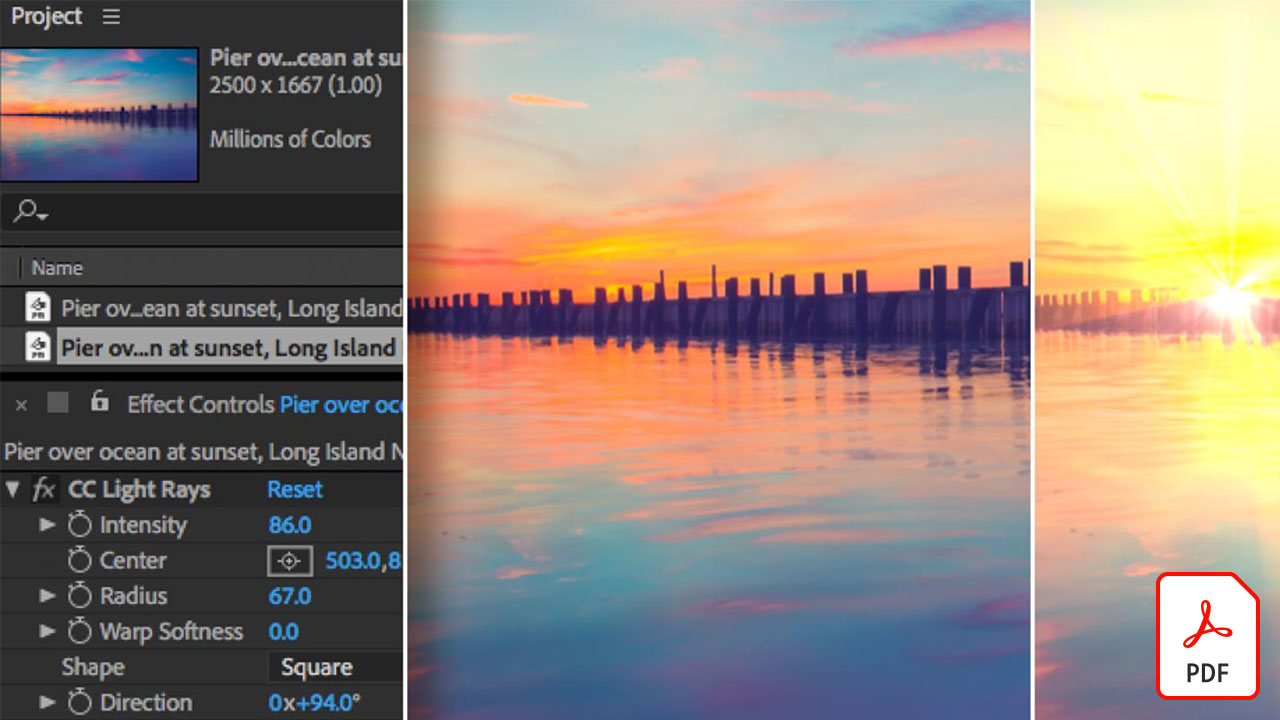 Project
Pier ov...cean at su
2500 x 1667 (1.00)
Millions of Colors
Name
Pier ov...ean at sunset, Long Island
Pier ov...n at sunset, Long Island
Effect Controls Pier over oc
Pier over ocean at sunset, Long Island N
fx CC Light Rays Reset
Intensity 86.0
Center 503.0,8
Radius 67.0
Warp Softness 0.0
Shape Square
Direction 0x+94.0°
PDF